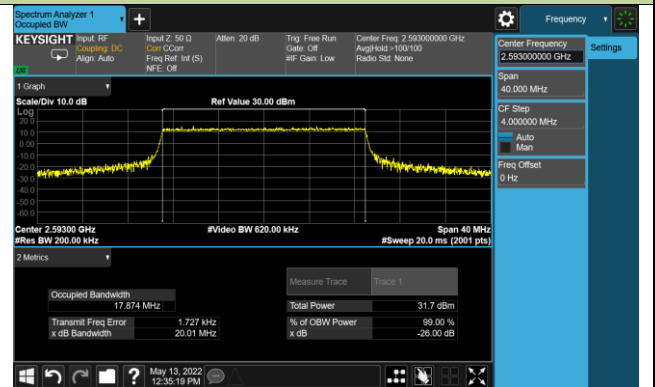 Spectrum Analyzer 1
Occupied BW
Frequency
KEYSIGHT
Input: RF
Coupling: DC
Align: Auto
Input Z: 50 Ω
Corr CCorr
Freq Ref: Int (S)
NFE: Off
Atten: 20 dB
Trig: Free Run
Gate: Off
#IF Gain: Low
Center Freq: 2.593000000 GHz
Avg|Hold:>100/100
Radio Std: None
LXI
Center Frequency
2.593000000 GHz
Settings
Span
40.000 MHz
CF Step
4.000000 MHz
Auto
Man
Freq Offset
0 Hz
1 Graph
Scale/Div 10.0 dB
Ref Value 30.00 dBm
Log
20.0
10.0
0.00
-10.0
-20.0
-30.0
-40.0
-50.0
-60.0
Center 2.59300 GHz
#Video BW 620.00 kHz
Span 40 MHz
#Res BW 200.00 kHz
#Sweep 20.0 ms (2001 pts)
2 Metrics
Measure Trace
Trace 1
Occupied Bandwidth
17.874 MHz
Total Power
31.7 dBm
Transmit Freq Error
1.727 kHz
% of OBW Power
99.00 %
x dB Bandwidth
20.01 MHz
x dB
-26.00 dB
May 13, 2022
12:35:19 PM